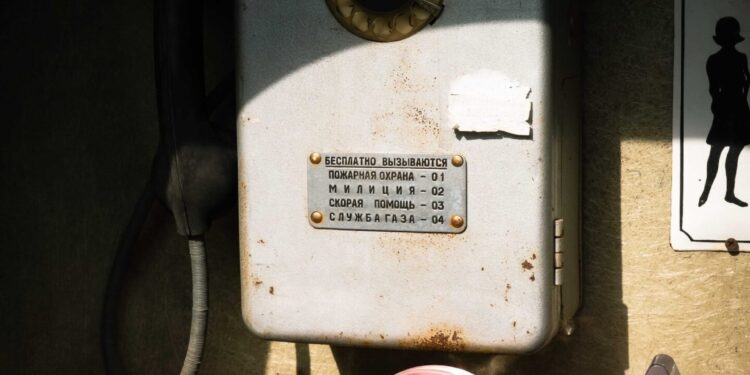 БЕСПЛАТНО ВЫЗЫВАЮТСЯ
ПОЖАРНАЯ ОХРАНА - 01
МИЛИЦИЯ - 02
СКОРАЯ ПОМОЩЬ - 03
СЛУЖБА ГАЗА - 04